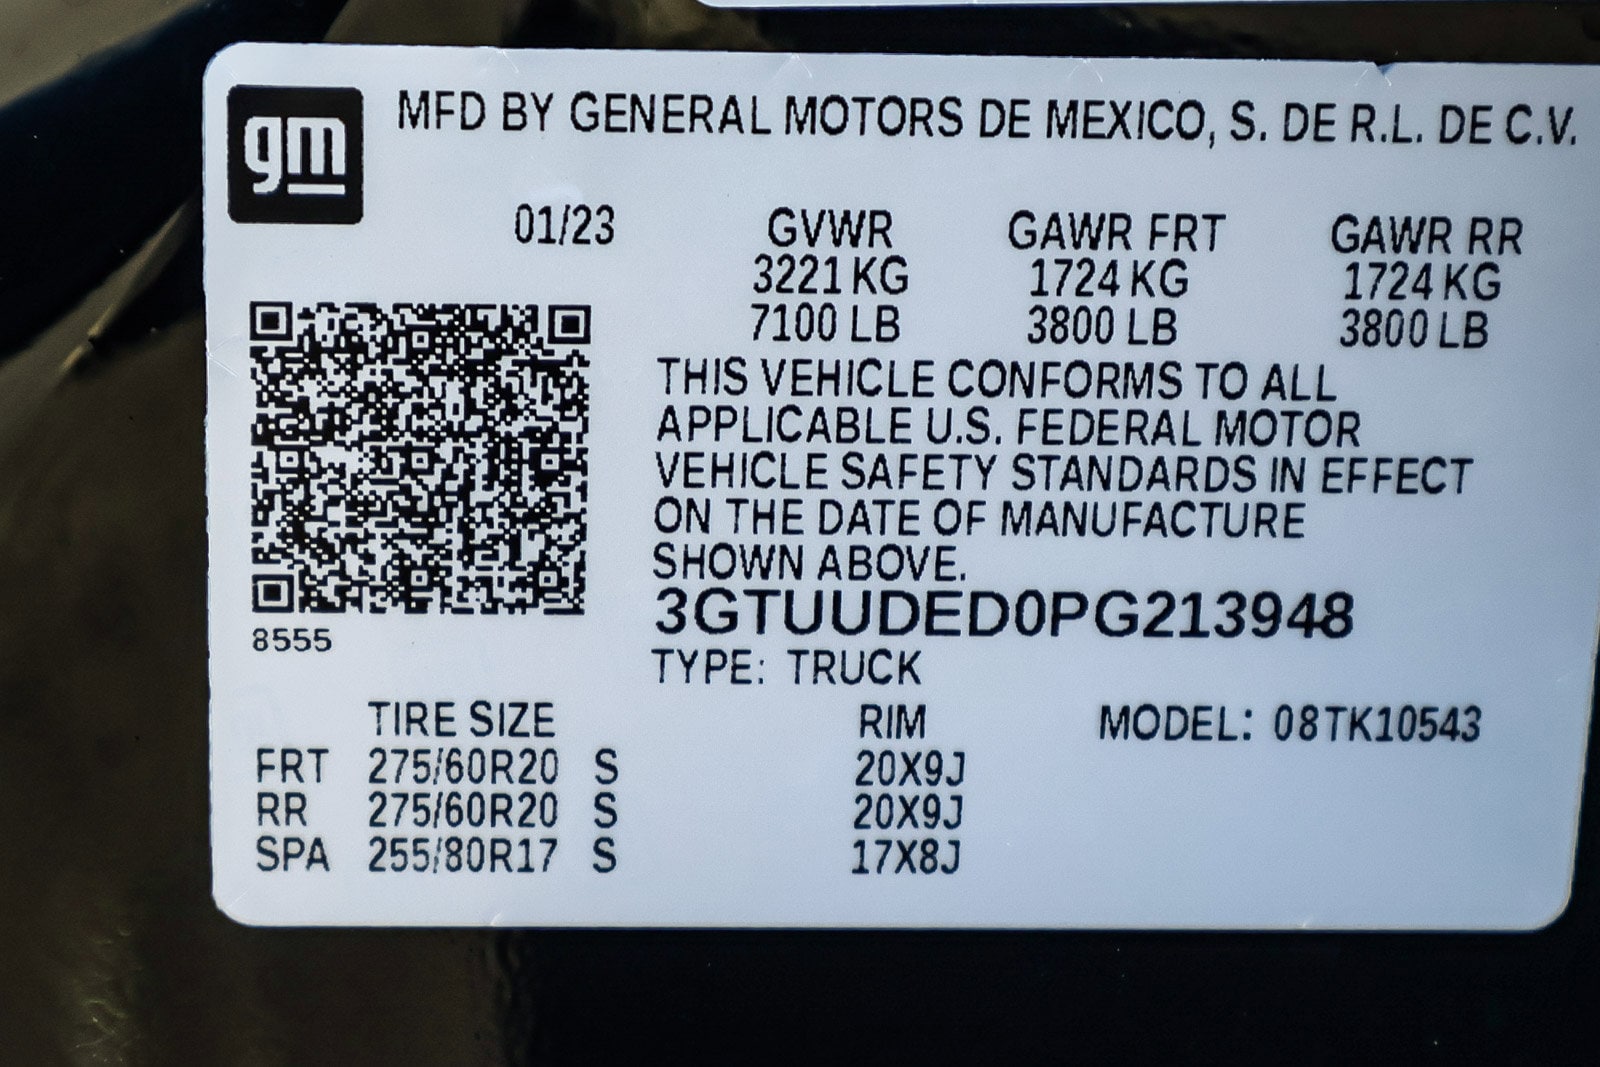 gm
MFD BY GENERAL MOTORS DE MEXICO, S. DE R.L. DE C.V.
01/23 GVWR GAWR FRT GAWR RR
3221 KG 1724 KG 1724 KG
7100 LB 3800 LB 3800 LB
THIS VEHICLE CONFORMS TO ALL
APPLICABLE U.S. FEDERAL MOTOR
VEHICLE SAFETY STANDARDS IN EFFECT
ON THE DATE OF MANUFACTURE
SHOWN ABOVE.
3GTUUDED0PG213948
8555
TYPE: TRUCK
TIRE SIZE RIM MODEL: 08TK10543
FRT 275/60R20 S 20X9J
RR 275/60R20 S 20X9J
SPA 255/80R17 S 17X8J